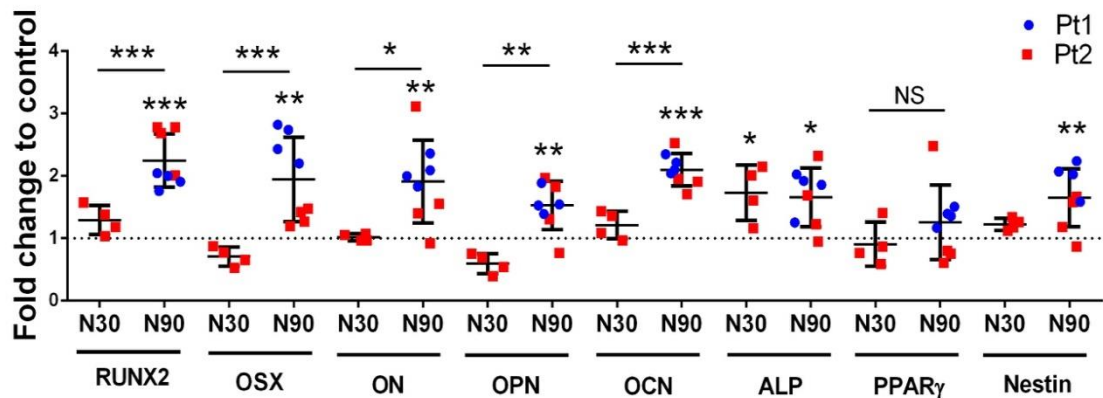 Pt1
Pt2
Fold change to control
4
3
2
1
0
*** *** * ** *** NS
*** ** ** ** *** * * **
N30 N90 N30 N90 N30 N90 N30 N90 N30 N90 N30 N90 N30 N90 N30 N90
RUNX2 OSX ON OPN OCN ALP PPARγ Nestin